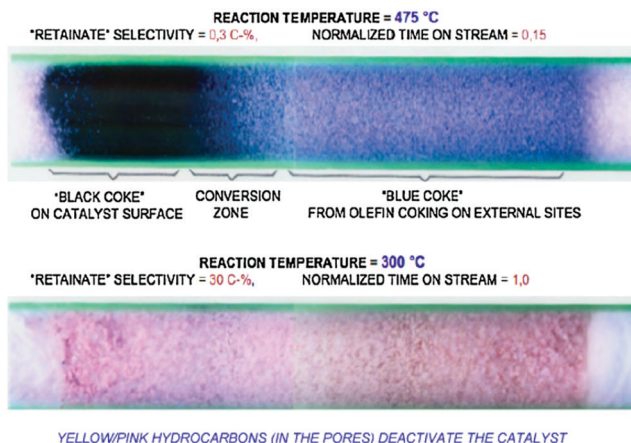 REACTION TEMPERATURE = 475 °C
"RETAINATE" SELECTIVITY = 0,3 C-%, NORMALIZED TIME ON STREAM = 0,15
"BLACK COKE" CONVERSION "BLUE COKE"
ON CATALYST SURFACE ZONE FROM OLEFIN COKING ON EXTERNAL SITES
REACTION TEMPERATURE = 300 °C
"RETAINATE" SELECTIVITY = 30 C-%, NORMALIZED TIME ON STREAM = 1,0
YELLOW/PINK HYDROCARBONS (IN THE PORES) DEACTIVATE THE CATALYST